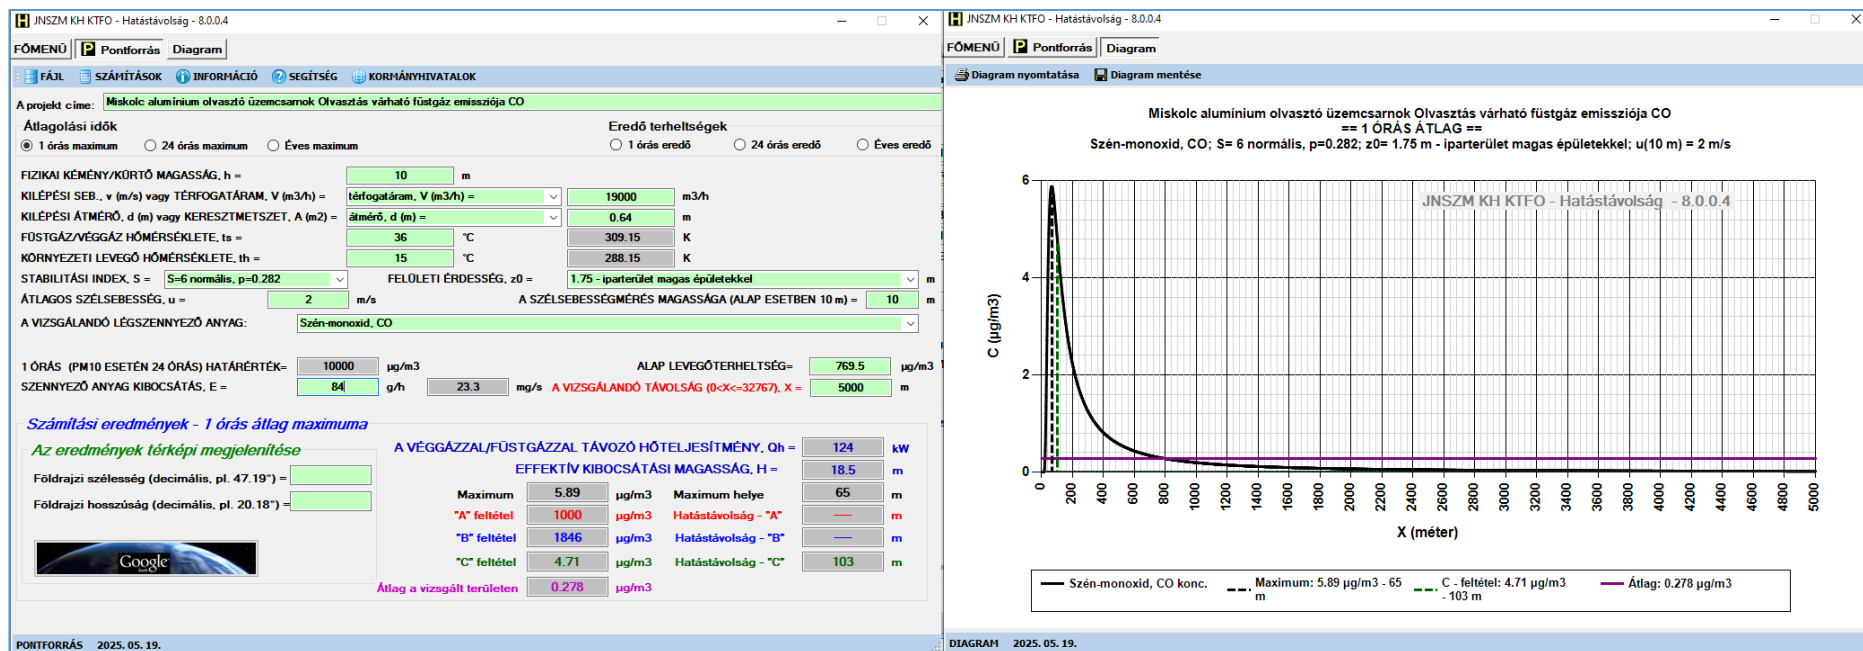 JNSZM KH KTFO - Hatástávolság - 8.0.0.4
FŐMENÜ P Pontforrás Diagram
FÁJL SZÁMÍTÁSOK INFORMÁCIÓ SEGÍTSÉG KORMÁNYHIVATALOK
A projekt címe: Miskolc alumínium olvasztó üzemcsarnok Olvasztás várható füstgáz emissziója CO
Átlagolási idők Eredő terheltségek
1 órás maximum 24 órás maximum Éves maximum 1 órás eredő 24 órás eredő Éves eredő
FIZIKAI KÉMÉNY/KÜRTŐ MAGASSÁG, h = 10 m
KILÉPÉSI SEB., v (m/s) vagy TÉRFOGATÁRAM, V (m3/h) = térfogatáram, V (m3/h) = 19000 m3/h
KILÉPÉSI ÁTMÉRŐ, d (m) vagy KERESZTMETSZET, A (m2) = átmérő, d (m) = 0.64 m
FÜSTGÁZ/VÉGGÁZ HŐMÉRSÉKLETE, ts = 36 °C 309.15 K
KÖRNYEZETI LEVEGŐ HŐMÉRSÉKLETE, th = 15 °C 288.15 K
STABILITÁSI INDEX, S = S=6 normális, p=0.282 FELÜLETI ÉRDESSÉG, z0 = 1.75 - iparterület magas épületekkel m
ÁTLAGOS SZÉLSEBESSÉG, u = 2 m/s A SZÉLSEBESSÉGMÉRÉS MAGASSÁGA (ALAP ESETBEN 10 m) = 10 m
A VIZSGÁLANDÓ LÉGSZENNYEZŐ ANYAG: Szén-monoxid, CO
1 ÓRÁS (PM10 ESETÉN 24 ÓRÁS) HATÁRÉRTÉK= 10000 µg/m3 ALAP LEVEGŐTERHELTSÉG= 769.5 µg/m3
SZENNYEZŐ ANYAG KIBOCSÁTÁS, E = 84 g/h 23.3 mg/s A VIZSGÁLANDÓ TÁVOLSÁG (0<X<=32767), X = 5000 m
Számítási eredmények - 1 órás átlag maximuma
Az eredmények térképi megjelenítése
Földrajzi szélesség (decimális, pl. 47.19°) =
Földrajzi hosszúság (decimális, pl. 20.18°) =
Google
A VÉGGÁZZAL/FÜSTGÁZZAL TÁVOZÓ HŐTELJESÍTMÉNY, Qh = 124 kW
EFFEKTÍV KIBOCSÁTÁSI MAGASSÁG, H = 18.5 m
Maximum 5.89 µg/m3 Maximum helye 65 m
"A" feltétel 1000 µg/m3 Hatástávolság - "A" ---- m
"B" feltétel 1846 µg/m3 Hatástávolság - "B" ---- m
"C" feltétel 4.71 µg/m3 Hatástávolság - "C" 103 m
Átlag a vizsgált területen 0.278 µg/m3
PONTFORRÁS 2025. 05. 19.
JNSZM KH KTFO - Hatástávolság - 8.0.0.4
FŐMENÜ P Pontforrás Diagram
Diagram nyomtatása Diagram mentése
Miskolc alumínium olvasztó üzemcsarnok Olvasztás várható füstgáz emissziója CO
== 1 ÓRÁS ÁTLAG ==
Szén-monoxid, CO; S= 6 normális, p=0.282; z0= 1.75 m - iparterület magas épületekkel; u(10 m) = 2 m/s
JNSZM KH KTFO - Hatástávolság - 8.0.0.4
6
4
2
0
C (µg/m3)
0 200 400 600 800 1000 1200 1400 1600 1800 2000 2200 2400 2600 2800 3000 3200 3400 3600 3800 4000 4200 4400 4600 4800 5000
X (méter)
Szén-monoxid, CO konc. Maximum: 5.89 µg/m3 - 65 m C - feltétel: 4.71 µg/m3 - 103 m Átlag: 0.278 µg/m3
DIAGRAM 2025. 05. 19.